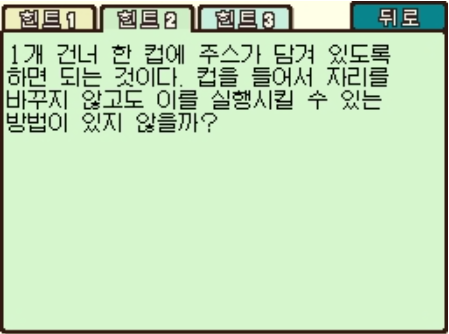 힌트1 힌트2 힌트3 뒤로
1개 건너 한 컵에 주스가 담겨 있도록
하면 되는 것이다. 컵을 들어서 자리를
바꾸지 않고도 이를 실행시킬 수 있는
방법이 있지 않을까?